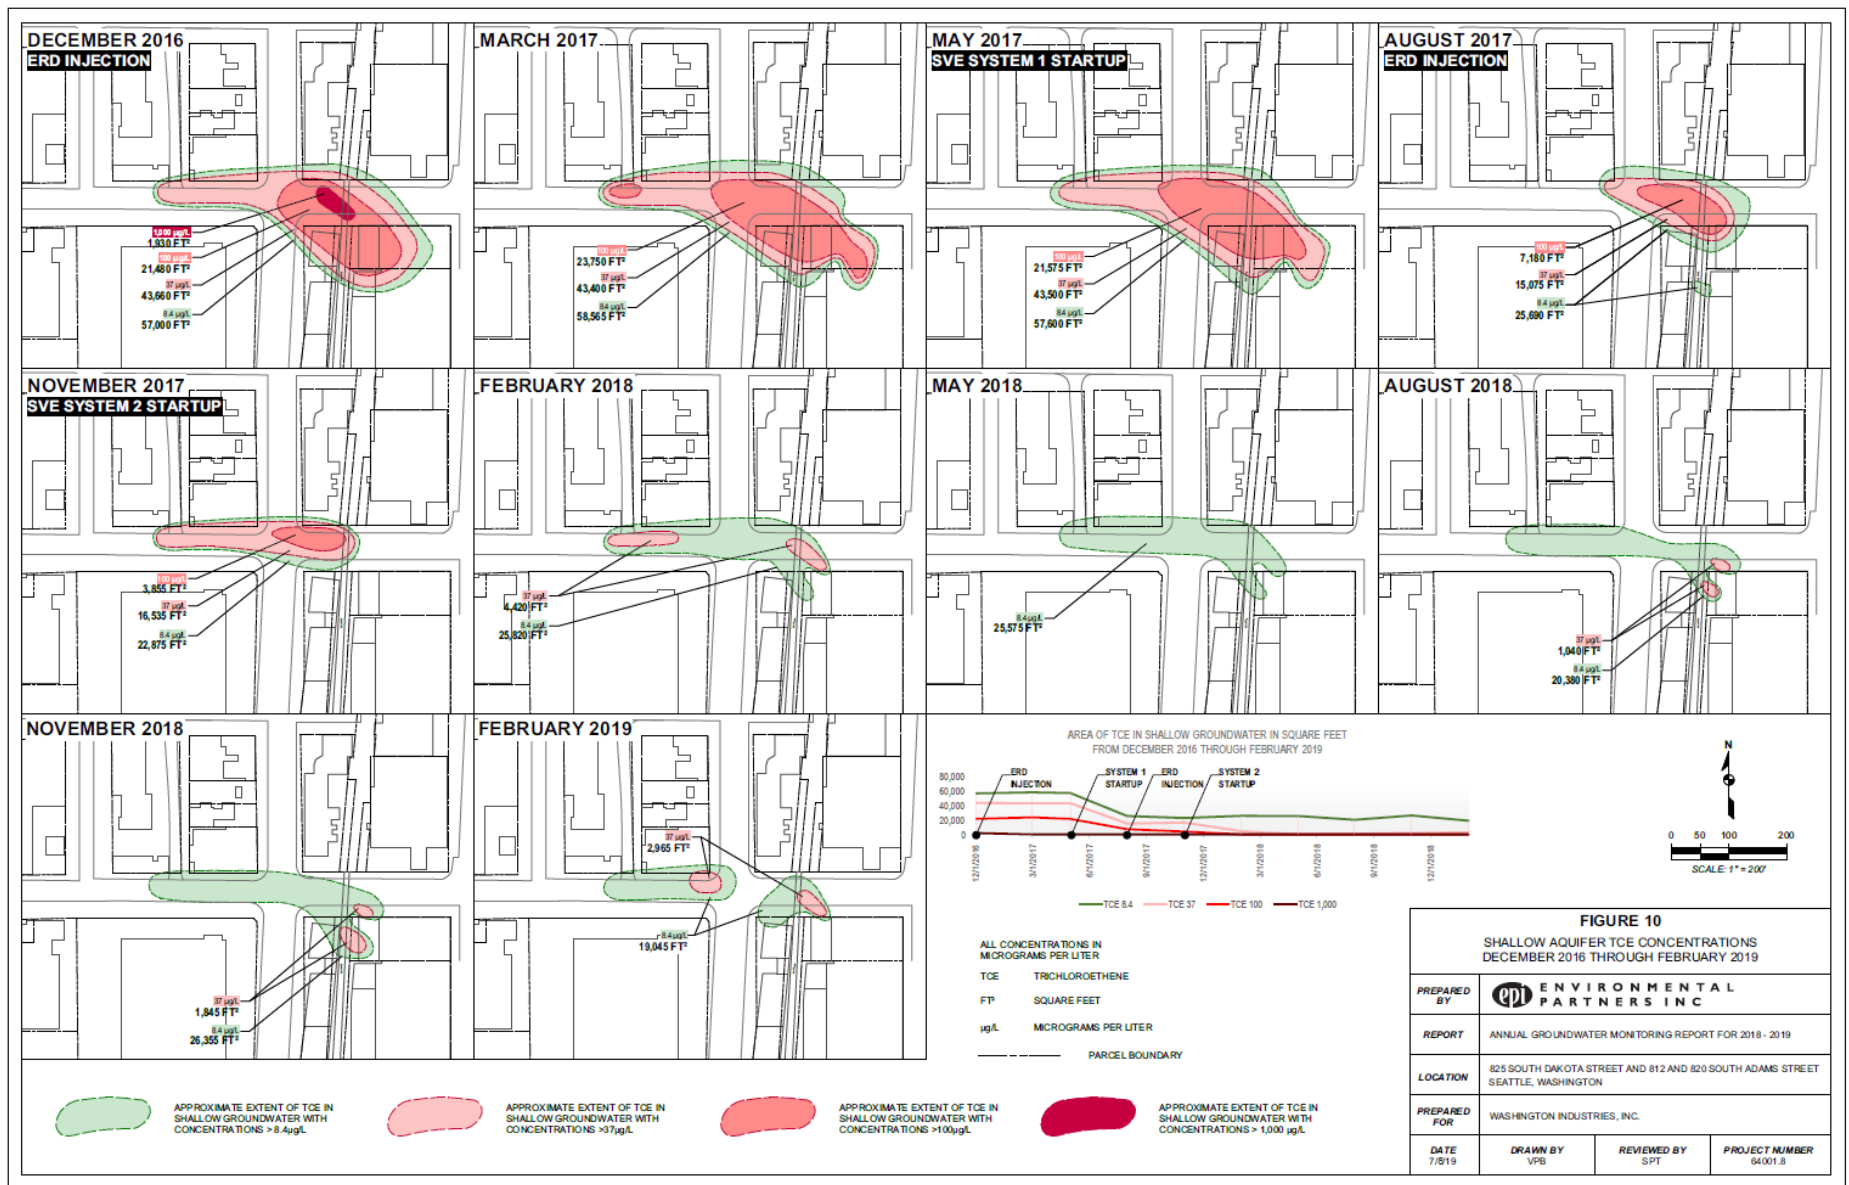 DECEMBER 2016
ERD INJECTION
1,000 µg/L
1,930 FT²
100 µg/L
21,480 FT²
37 µg/L
43,660 FT²
8.4 µg/L
57,000 FT²
MARCH 2017
100 µg/L
23,750 FT²
37 µg/L
43,400 FT²
8.4 µg/L
58,565 FT²
MAY 2017
SVE SYSTEM 1 STARTUP
100 µg/L
21,575 FT²
37 µg/L
43,500 FT²
8.4 µg/L
57,600 FT²
AUGUST 2017
ERD INJECTION
100 µg/L
7,180 FT²
37 µg/L
15,075 FT²
8.4 µg/L
25,690 FT²
NOVEMBER 2017
SVE SYSTEM 2 STARTUP
100 µg/L
3,855 FT²
37 µg/L
16,535 FT²
8.4 µg/L
22,875 FT²
FEBRUARY 2018
37 µg/L
4,420 FT²
8.4 µg/L
25,820 FT²
MAY 2018
8.4 µg/L
25,575 FT²
AUGUST 2018
37 µg/L
1,040 FT²
8.4 µg/L
20,380 FT²
NOVEMBER 2018
37 µg/L
1,845 FT²
8.4 µg/L
26,355 FT²
FEBRUARY 2019
37 µg/L
2,965 FT²
8.4 µg/L
19,045 FT²
AREA OF TCE IN SHALLOW GROUNDWATER IN SQUARE FEET
FROM DECEMBER 2016 THROUGH FEBRUARY 2019
80,000
60,000
40,000
20,000
0
ERD
INJECTION
SYSTEM 1
STARTUP
ERD
INJECTION
SYSTEM 2
STARTUP
12/1/2016
3/1/2017
6/1/2017
9/1/2017
12/1/2017
3/1/2018
6/1/2018
9/1/2018
12/1/2018
TCE 8.4
TCE 37
TCE 100
TCE 1,000
N
0 50 100 200
SCALE: 1" = 200'
ALL CONCENTRATIONS IN
MICROGRAMS PER LITER
TCE TRICHLOROETHENE
FT² SQUARE FEET
µg/L MICROGRAMS PER LITER
PARCEL BOUNDARY
APPROXIMATE EXTENT OF TCE IN
SHALLOW GROUNDWATER WITH
CONCENTRATIONS > 8.4µg/L
APPROXIMATE EXTENT OF TCE IN
SHALLOW GROUNDWATER WITH
CONCENTRATIONS >37µg/L
APPROXIMATE EXTENT OF TCE IN
SHALLOW GROUNDWATER WITH
CONCENTRATIONS >100µg/L
APPROXIMATE EXTENT OF TCE IN
SHALLOW GROUNDWATER WITH
CONCENTRATIONS > 1,000 µg/L
FIGURE 10
SHALLOW AQUIFER TCE CONCENTRATIONS
DECEMBER 2016 THROUGH FEBRUARY 2019
PREPARED
BY
epi ENVIRONMENTAL
PARTNERS INC
REPORT
ANNUAL GROUNDWATER MONITORING REPORT FOR 2018 - 2019
LOCATION
825 SOUTH DAKOTA STREET AND 812 AND 820 SOUTH ADAMS STREET
SEATTLE, WASHINGTON
PREPARED
FOR
WASHINGTON INDUSTRIES, INC.
DATE
7/8/19
DRAWN BY
VPB
REVIEWED BY
SPT
PROJECT NUMBER
64001.8